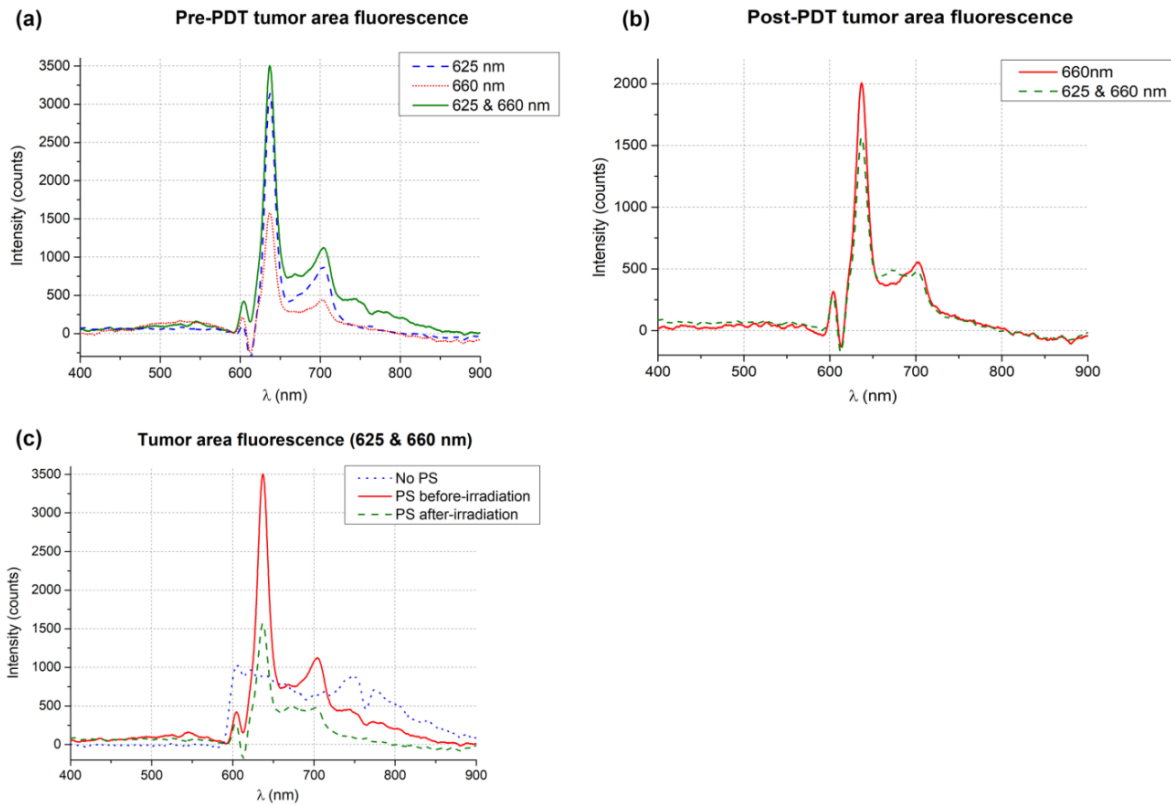 (a) Pre-PDT tumor area fluorescence
625 nm
660 nm
625 & 660 nm
3500
3000
2500
2000
1500
1000
500
0
Intensity (counts)
400 500 600 700 800 900
λ (nm)
(b) Post-PDT tumor area fluorescence
660nm
625 & 660 nm
2000
1500
1000
500
0
Intensity (counts)
400 500 600 700 800 900
λ (nm)
(c) Tumor area fluorescence (625 & 660 nm)
No PS
PS before-irradiation
PS after-irradiation
3500
3000
2500
2000
1500
1000
500
0
Intensity (counts)
400 500 600 700 800 900
λ (nm)